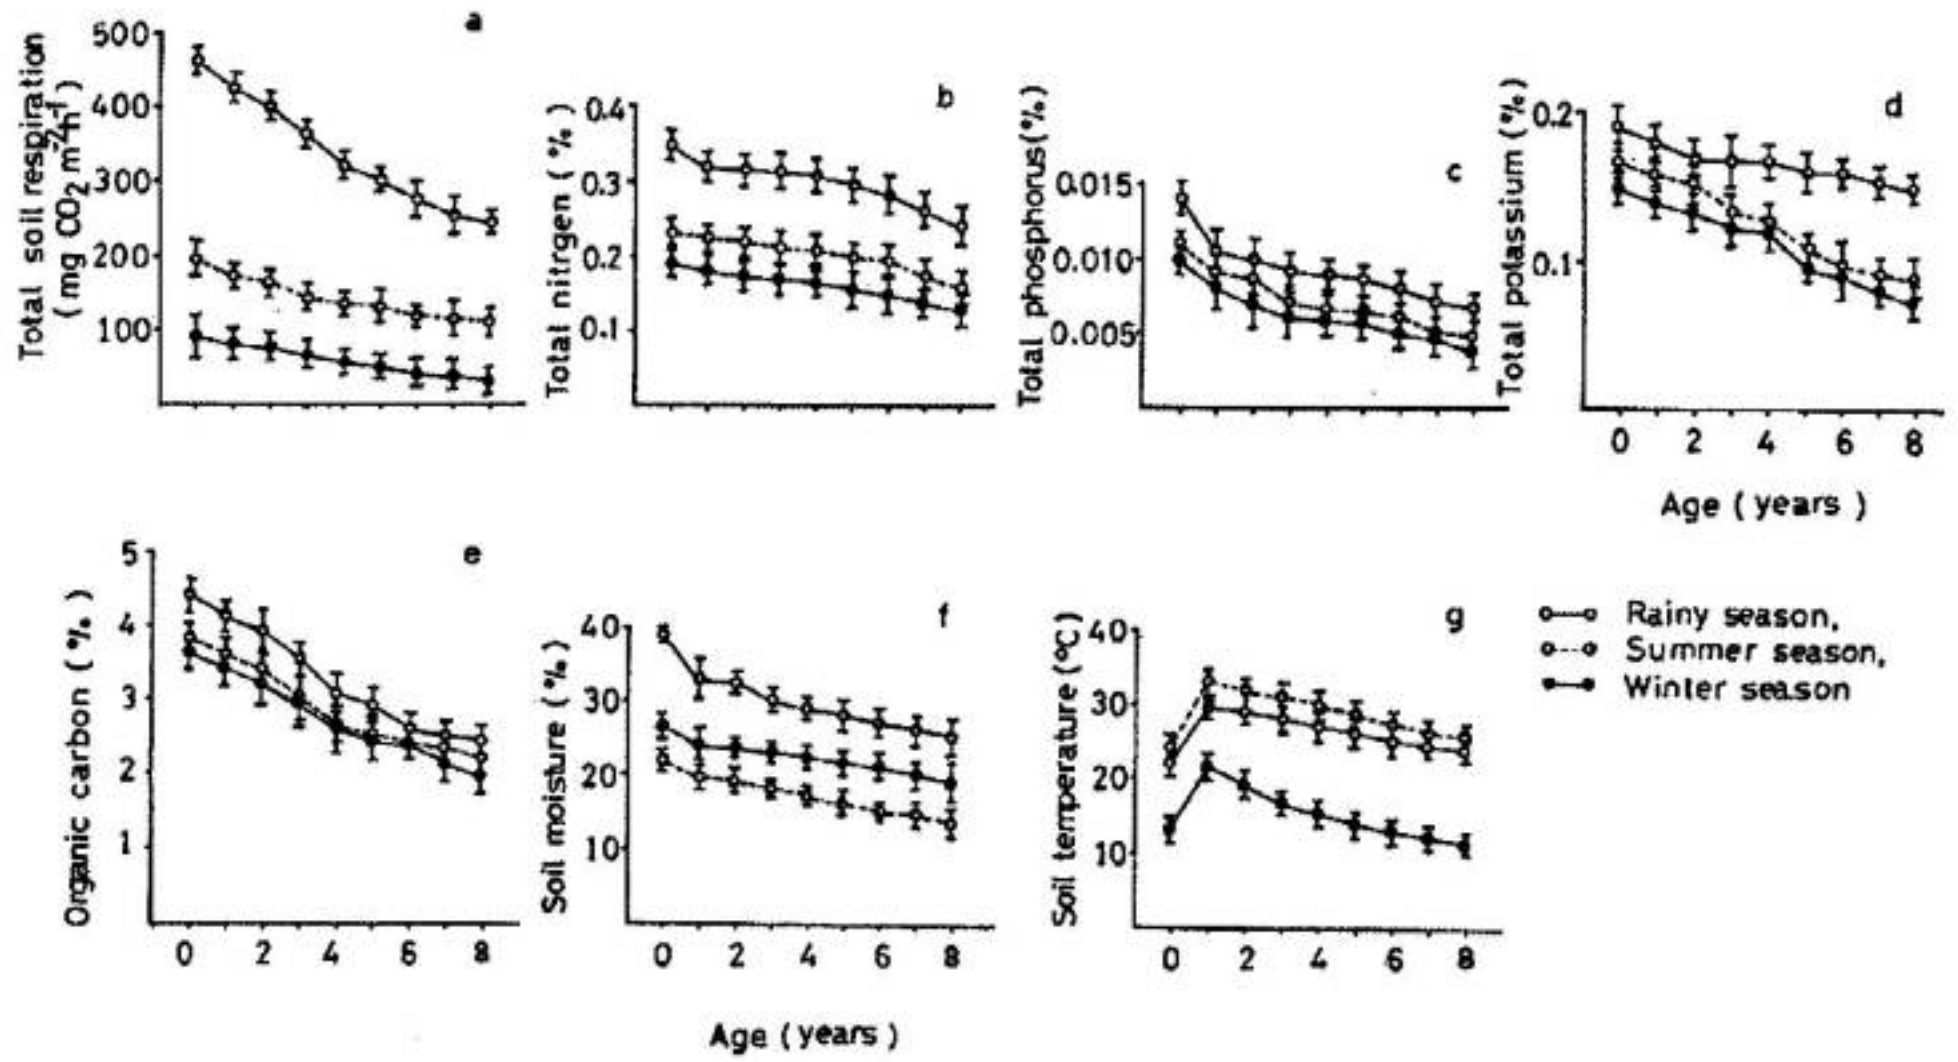 a
Total soil respiration
( mg CO2 m-2 h-1 )
500
400
300
200
100
b
Total nitrgen ( % )
0.4
0.3
0.2
0.1
c
Total phosphorus (%)
0.015
0.010
0.005
d
Total potassium (%)
0.2
0.1
0 2 4 6 8
Age ( years )
e
Organic carbon ( % )
5
4
3
2
1
0 2 4 6 8
f
Soil moisture ( % )
40
30
20
10
0 2 4 6 8
Age ( years )
g
Soil temperature (°C)
40
30
20
10
0 2 4 6 8
Rainy season,
Summer season,
Winter season